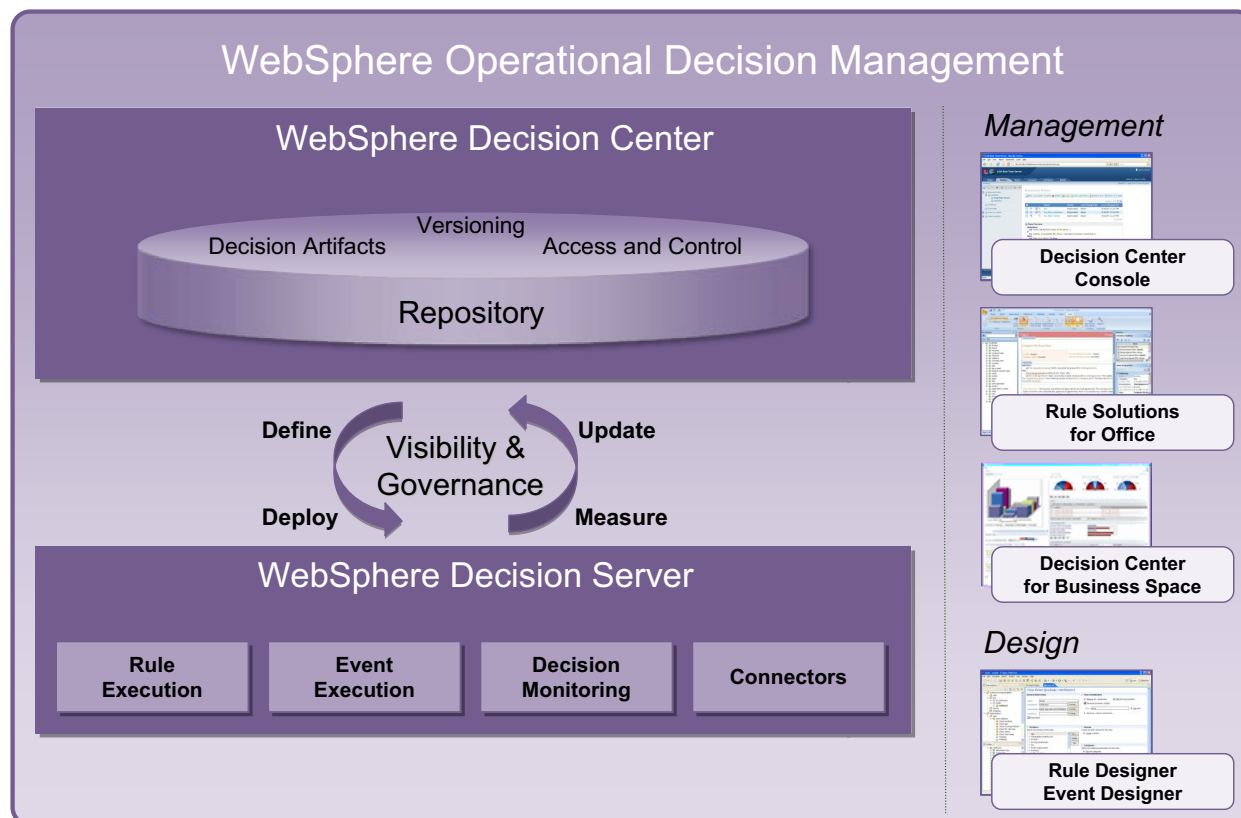 WebSphere Operational Decision Management
WebSphere Decision Center
Versioning
Decision Artifacts
Access and Control
Repository
Define
Update
Visibility &
Governance
Deploy
Measure
WebSphere Decision Server
Rule
Execution
Event
Execution
Decision
Monitoring
Connectors
Management
Decision Center
Console
Rule Solutions
for Office
Decision Center
for Business Space
Design
Rule Designer
Event Designer